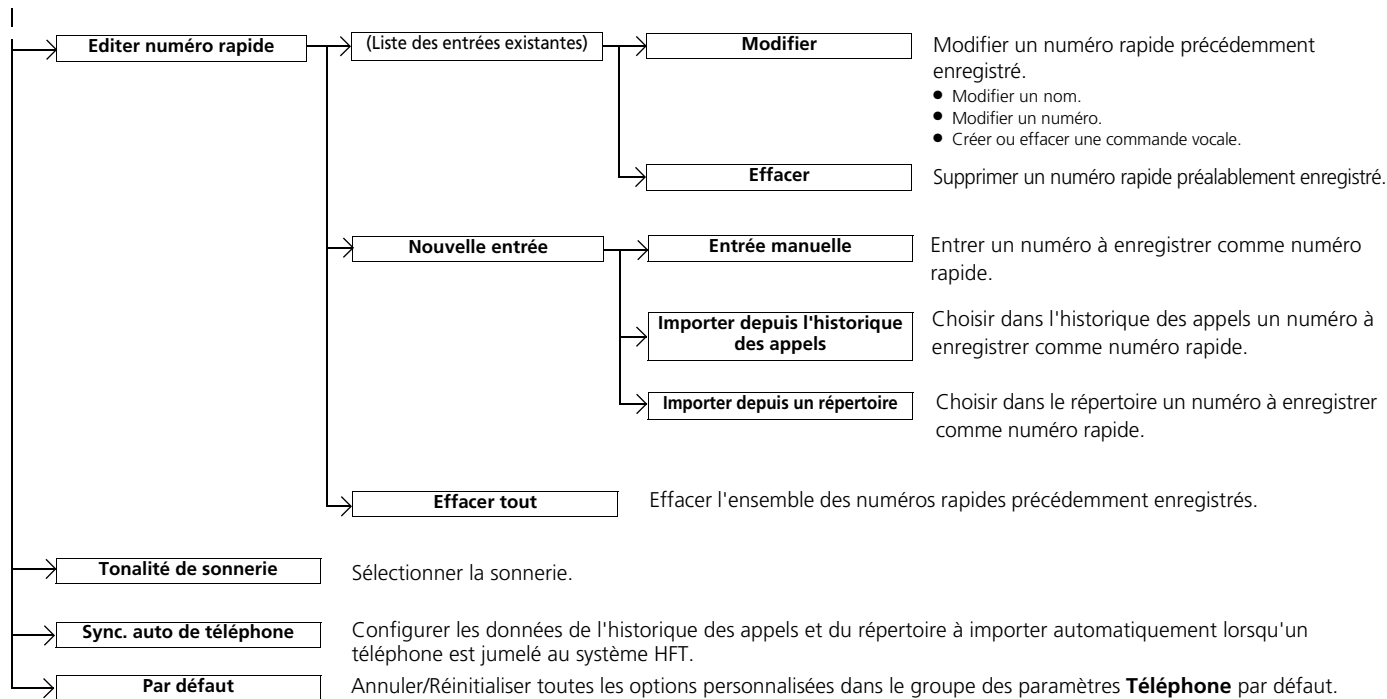 Editer numéro rapide
(Liste des entrées existantes)
Modifier
Modifier un numéro rapide précédemment
enregistré.
● Modifier un nom.
● Modifier un numéro.
● Créer ou effacer une commande vocale.
Effacer
Supprimer un numéro rapide préalablement enregistré.
Nouvelle entrée
Entrée manuelle
Entrer un numéro à enregistrer comme numéro
rapide.
Importer depuis l'historique
des appels
Choisir dans l'historique des appels un numéro à
enregistrer comme numéro rapide.
Importer depuis un répertoire
Choisir dans le répertoire un numéro à enregistrer
comme numéro rapide.
Effacer tout
Effacer l'ensemble des numéros rapides précédemment enregistrés.
Tonalité de sonnerie
Sélectionner la sonnerie.
Sync. auto de téléphone
Configurer les données de l'historique des appels et du répertoire à importer automatiquement lorsqu'un
téléphone est jumelé au système HFT.
Par défaut
Annuler/Réinitialiser toutes les options personnalisées dans le groupe des paramètres Téléphone par défaut.